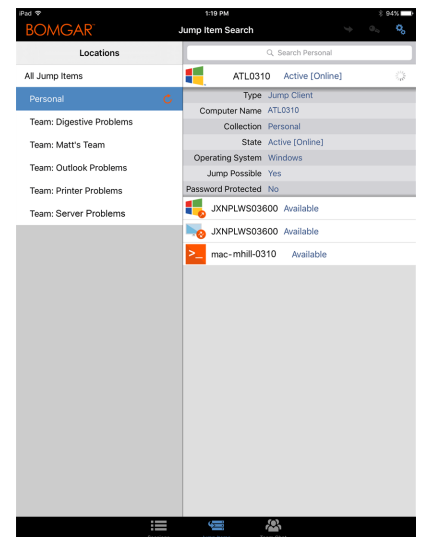 iPad 1:19 PM 94%
BOMGAR Jump Item Search
Locations
Search Personal
All Jump Items
Personal
Team: Digestive Problems
Team: Matt's Team
Team: Outlook Problems
Team: Printer Problems
Team: Server Problems
ATL0310 Active [Online]
Type Jump Client
Computer Name ATL0310
Collection Personal
State Active [Online]
Operating System Windows
Jump Possible Yes
Password Protected No
JXNPLWS03600 Available
JXNPLWS03600 Available
>_ mac-mhill-0310 Available